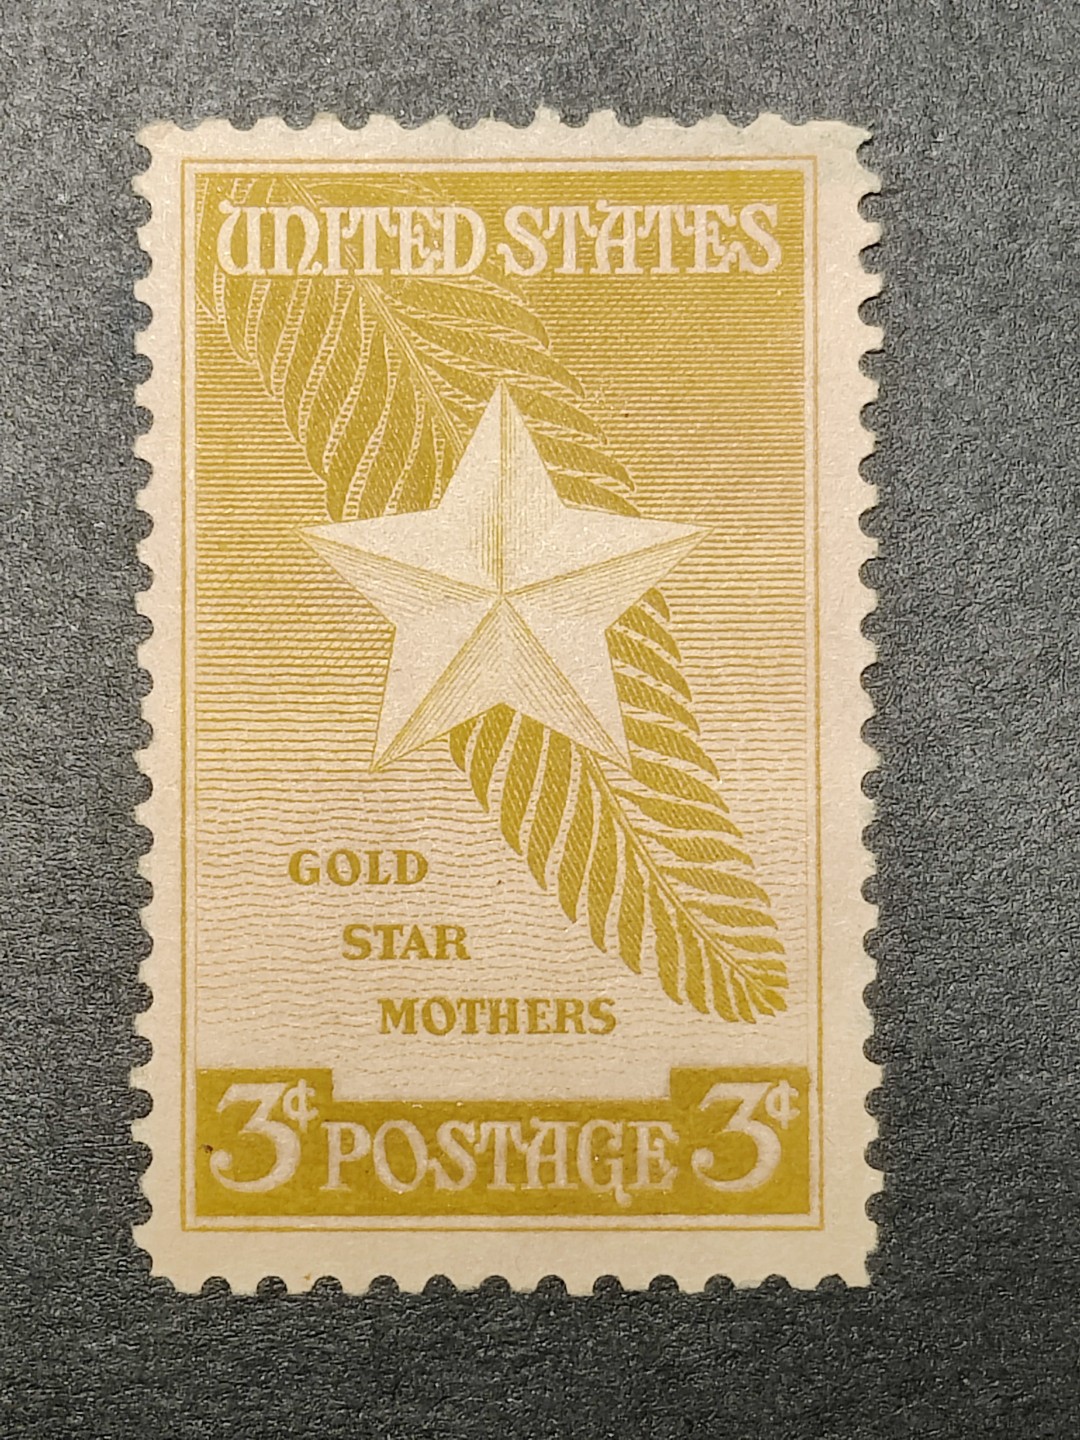 UNITED STATES
GOLD
STAR
MOTHERS
3¢ POSTAGE 3¢